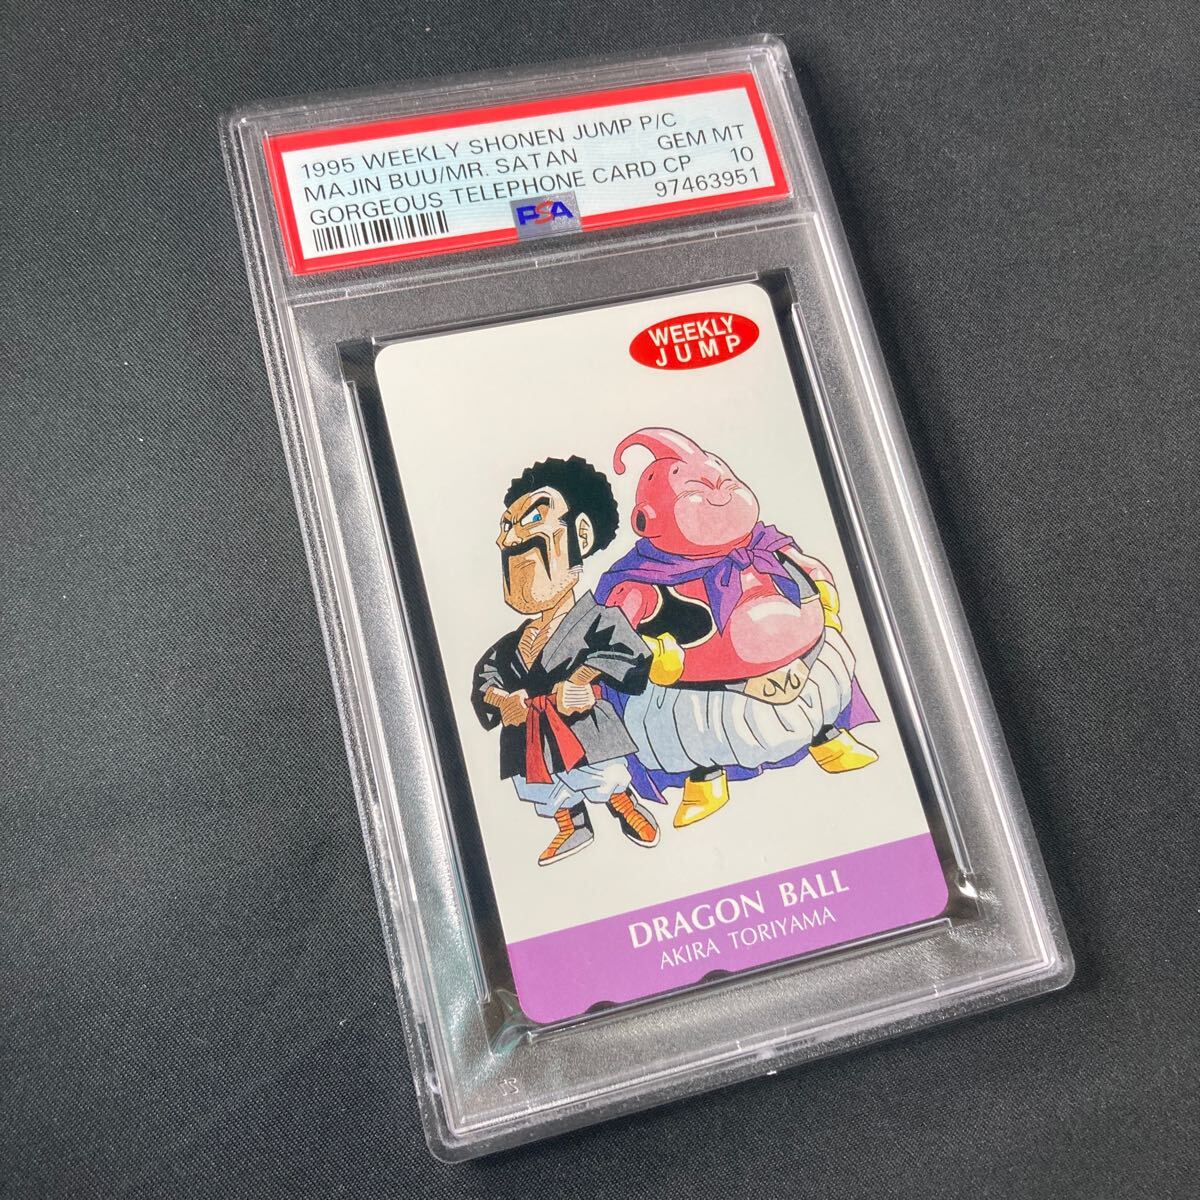 1995 WEEKLY SHONEN JUMP P/C
MAJIN BUU/MR. SATAN GEM MT
GORGEOUS TELEPHONE CARD CP 10
97463951
PSA
WEEKLY
JUMP
DRAGON BALL
AKIRA TORIYAMA